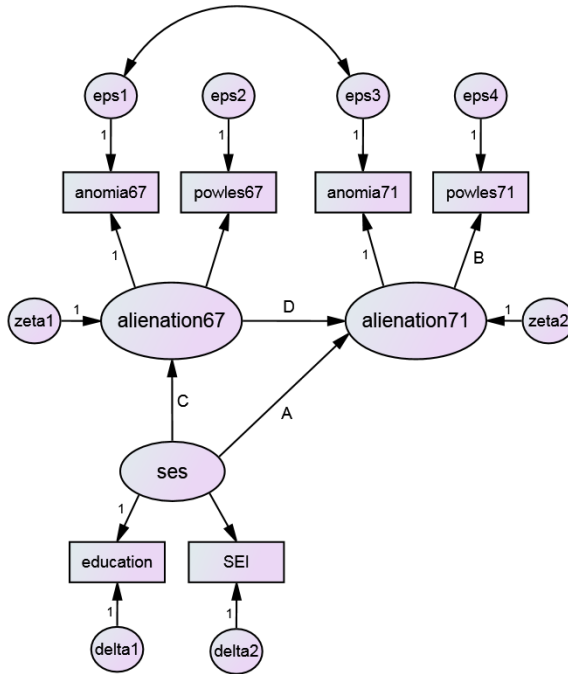 eps1
eps2
eps3
eps4
1
1
1
1
anomia67
powles67
anomia71
powles71
1
1
B
zeta1
1
alienation67
D
alienation71
1
zeta2
C
A
ses
1
education
SEI
1
1
delta1
delta2